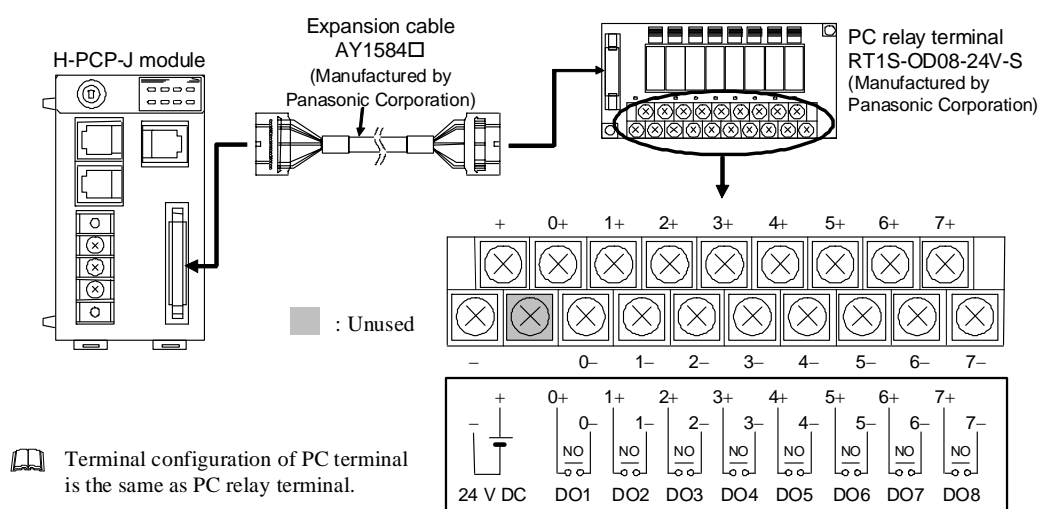 Expansion cable
AY1584□
(Manufactured by
Panasonic Corporation)
H-PCP-J module
PC relay terminal
RT1S-OD08-24V-S
(Manufactured by
Panasonic Corporation)
+ 0+ 1+ 2+ 3+ 4+ 5+ 6+ 7+
: Unused
− 0− 1− 2− 3− 4− 5− 6− 7−
+ 0+ 1+ 2+ 3+ 4+ 5+ 6+ 7+
− 0− 1− 2− 3− 4− 5− 6− 7−
NO NO NO NO NO NO NO NO
24 V DC DO1 DO2 DO3 DO4 DO5 DO6 DO7 DO8
Terminal configuration of PC terminal
is the same as PC relay terminal.